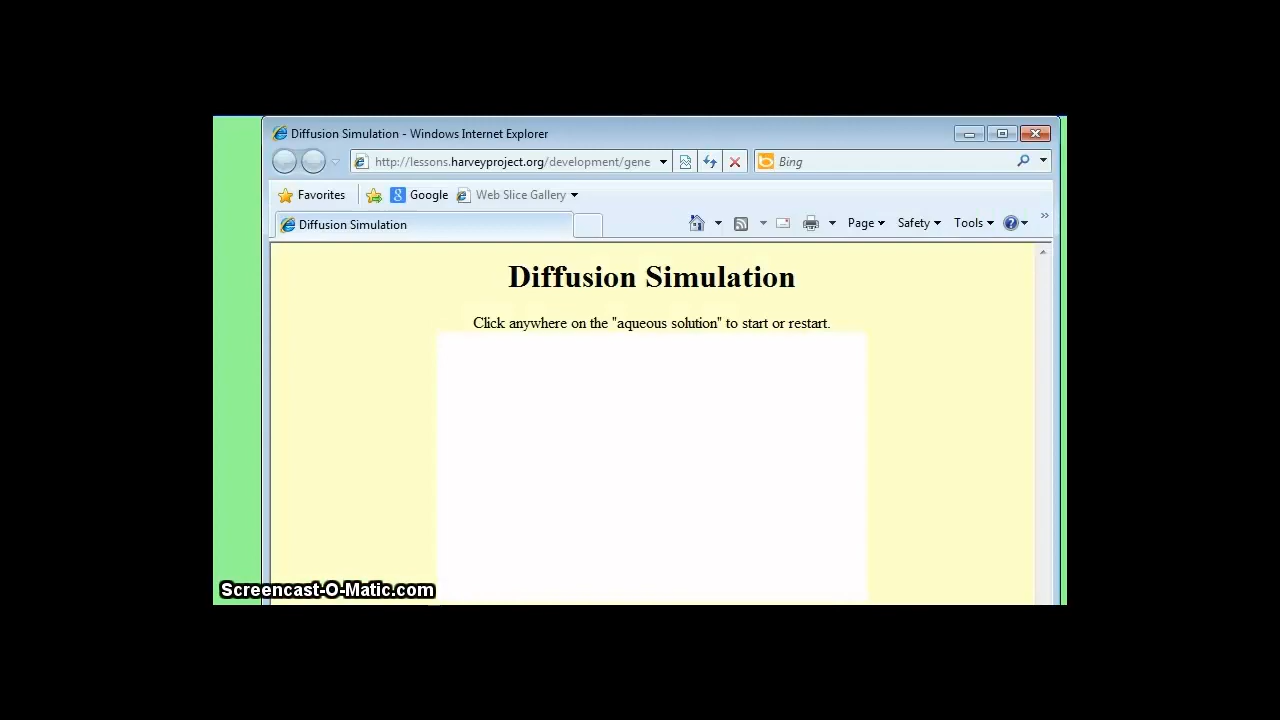 Diffusion Simulation - Windows Internet Explorer
http://lessons.harveyproject.org/development/gene
Bing
Favorites
Google
Web Slice Gallery
Diffusion Simulation
Page
Safety
Tools
Diffusion Simulation
Click anywhere on the "aqueous solution" to start or restart.
Screencast-O-Matic.com